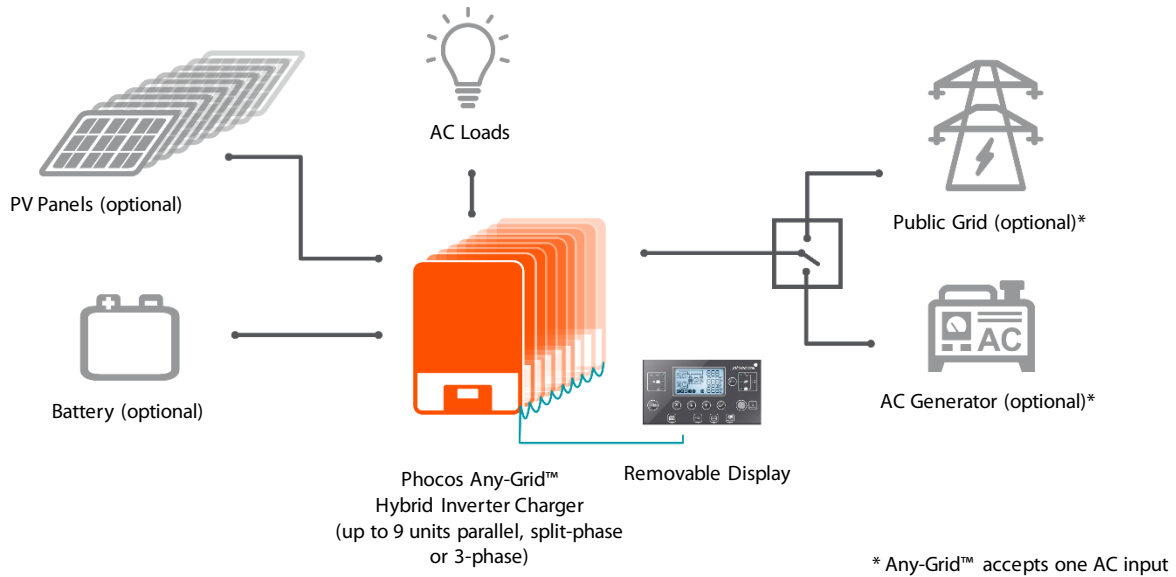 AC Loads
PV Panels (optional)
Public Grid (optional)*
AC
Battery (optional)
AC Generator (optional)*
Removable Display
Phocos Any-Grid™
Hybrid Inverter Charger
(up to 9 units parallel, split-phase
or 3-phase)
* Any-Grid™ accepts one AC input